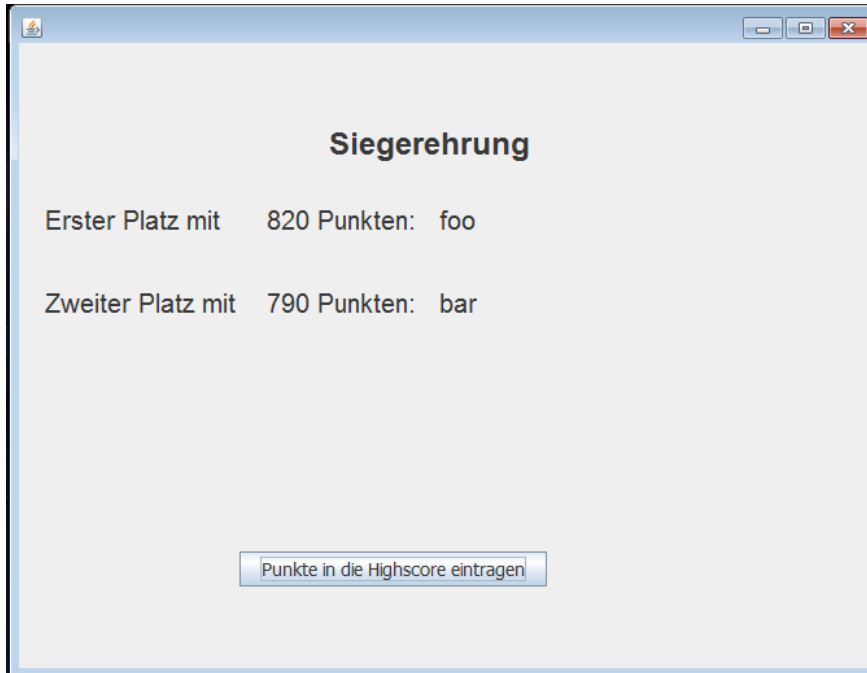 Siegerehrung
Erster Platz mit 820 Punkten: foo
Zweiter Platz mit 790 Punkten: bar
Punkte in die Highscore eintragen